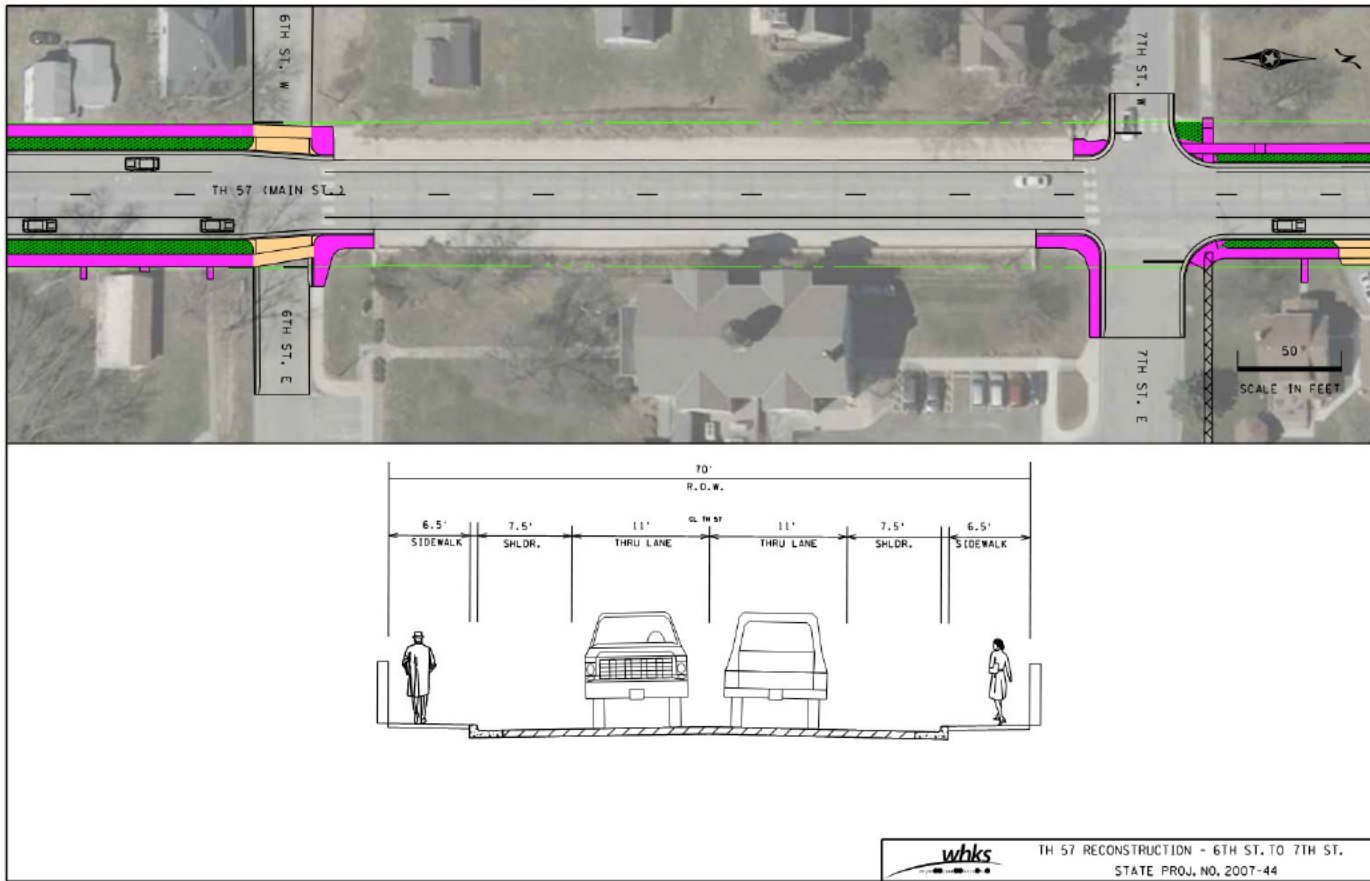 6TH ST. W
7TH ST. W
N
TH 57 (MAIN ST.)
6TH ST. E
7TH ST. E
50'
SCALE IN FEET
70'
R.O.W.
CL TH 57
6.5' 7.5' 11' 11' 7.5' 6.5'
SIDEWALK SHLDR. THRU LANE THRU LANE SHLDR. SIDEWALK
whks
TH 57 RECONSTRUCTION - 6TH ST. TO 7TH ST.
STATE PROJ. NO. 2007-44